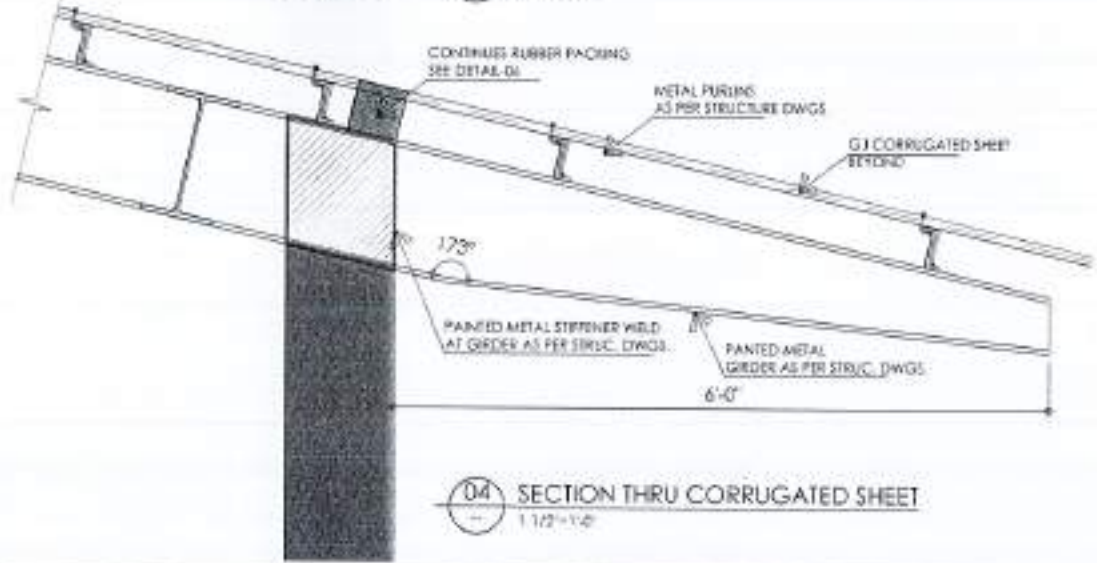 CONTINUES RUBBER PACKING
SEE DETAIL-06
METAL PURLINS
AS PER STRUCTURE DWGS
G.I CORRUGATED SHEET
BEYOND
173°
PAINTED METAL STIFFENER WELD
AT GIRDER AS PER STRUC. DWGS.
PANTED METAL
GIRDER AS PER STRUC. DWGS
6'-0"
04
SECTION THRU CORRUGATED SHEET
1 1/2"=1'-0"